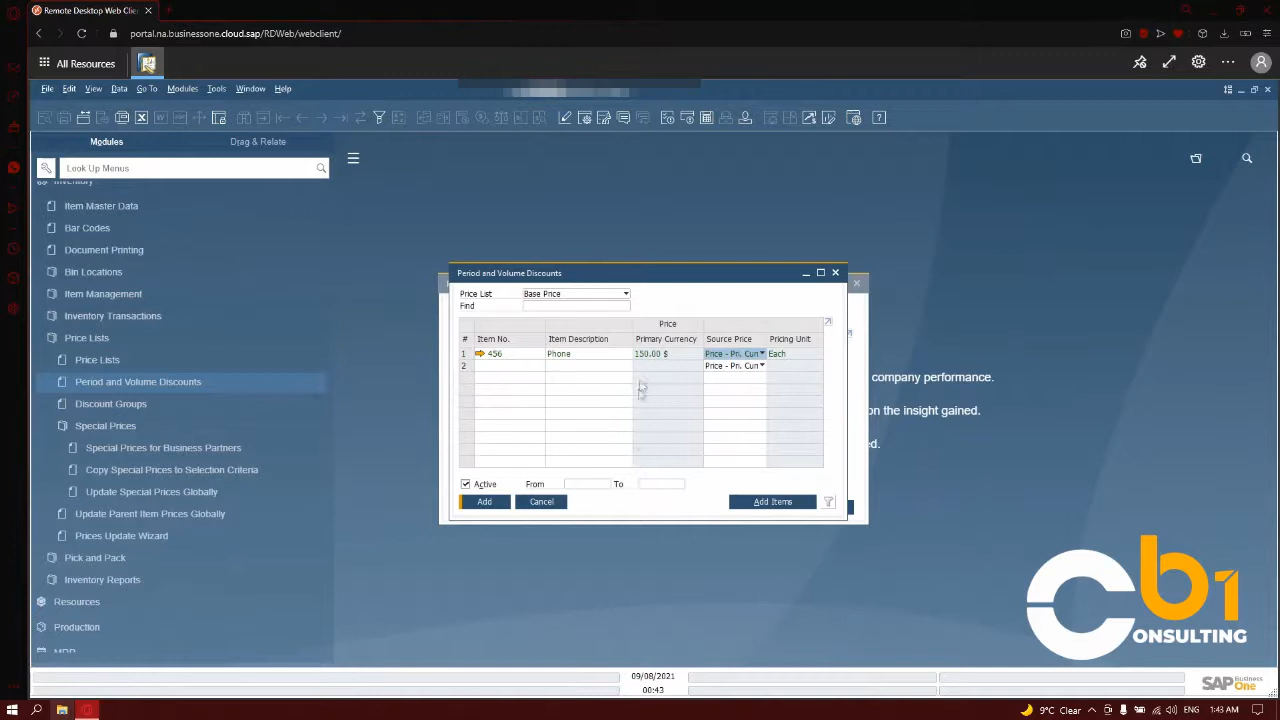 Remote Desktop Web Clie
portal.na.businessone.cloud.sap/RDWeb/webclient/
All Resources
File Edit View Data Go To Modules Tools Window Help
Modules Drag & Relate
Look Up Menus
Inventory
Item Master Data
Bar Codes
Document Printing
Bin Locations
Item Management
Inventory Transactions
Price Lists
Price Lists
Period and Volume Discounts
Discount Groups
Special Prices
Special Prices for Business Partners
Copy Special Prices to Selection Criteria
Update Special Prices Globally
Update Parent Item Prices Globally
Prices Update Wizard
Pick and Pack
Inventory Reports
Resources
Production
MRP
Period and Volume Discounts
Price List Base Price
Find
Price
# Item No. Item Description Primary Currency Source Price Pricing Unit
1 456 Phone 150.00 $ Price - Pri. Curr Each
2 Price - Pri. Curr
Active From To
Add Cancel Add Items
company performance.
on the insight gained.
ed.
cb1
ONSULTING
09/08/2021
00:43
SAP Business One
9°C Clear ENG 1:43 AM